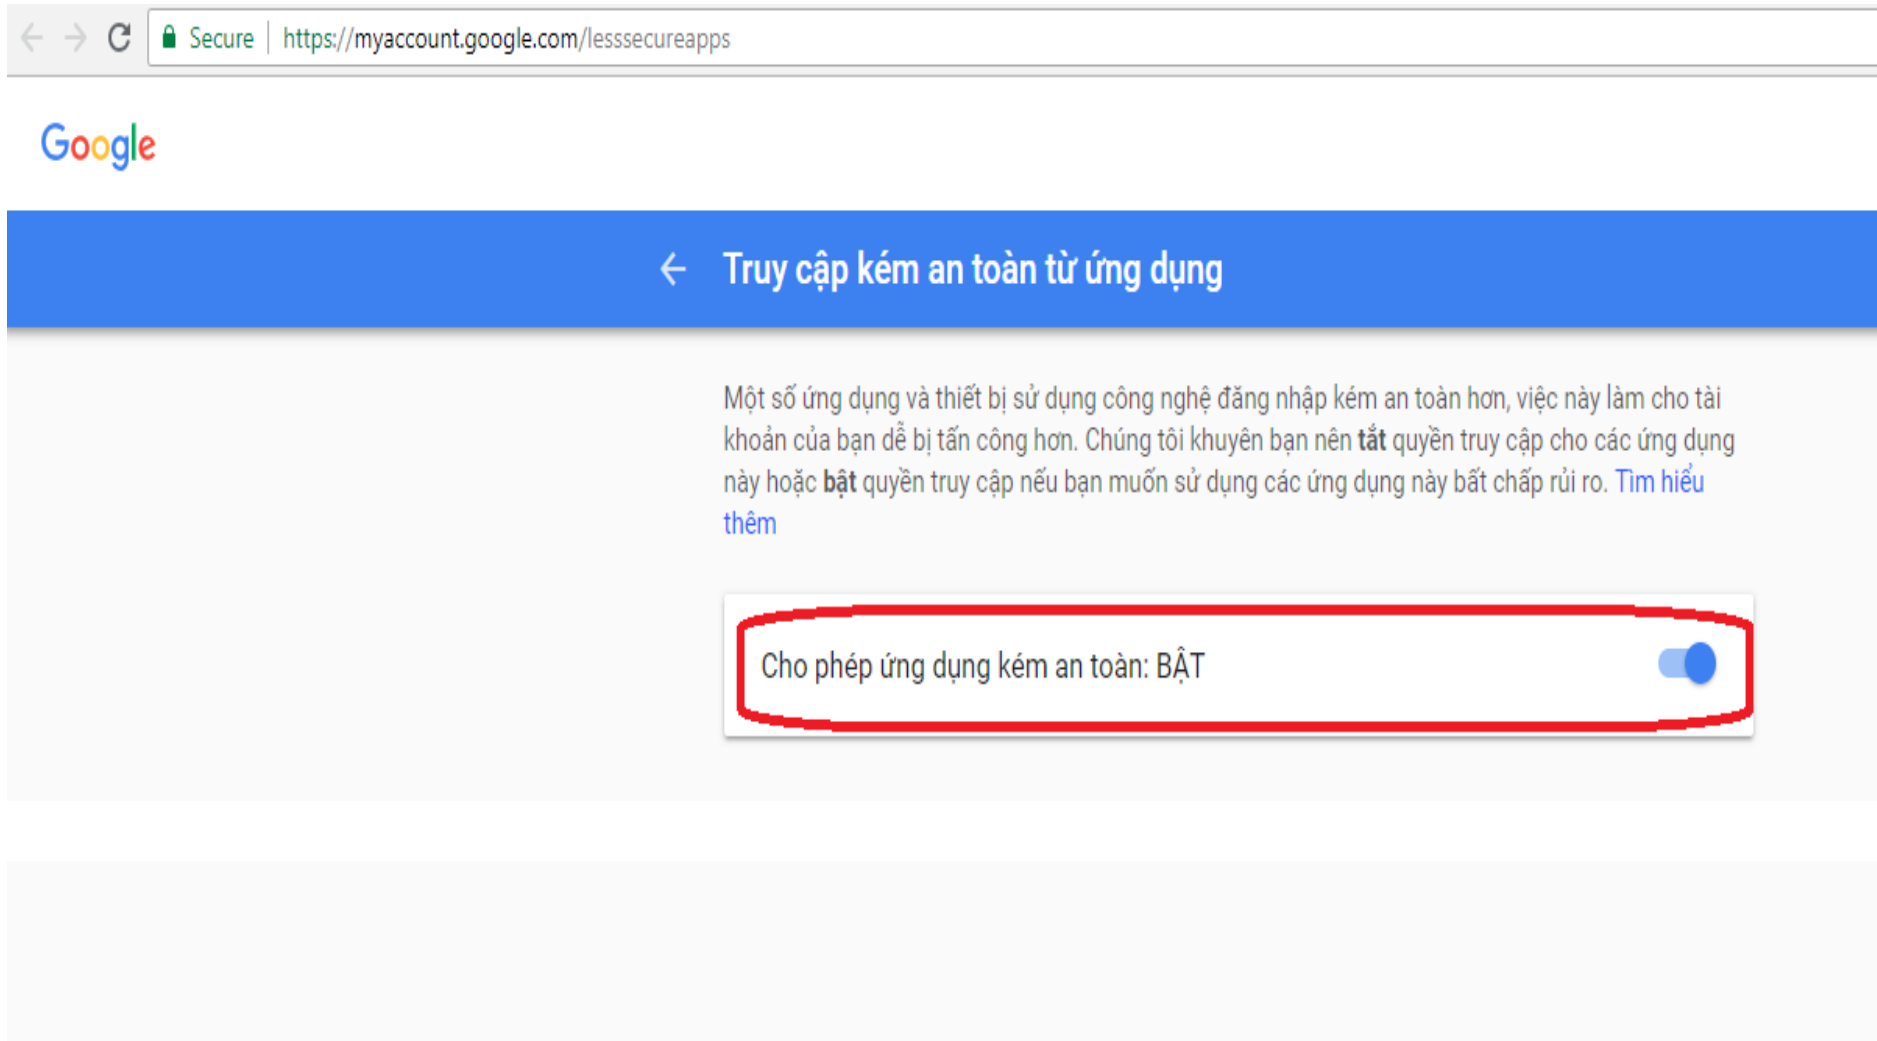 Secure | https://myaccount.google.com/lesssecureapps
Google
Truy cập kém an toàn từ ứng dụng
Một số ứng dụng và thiết bị sử dụng công nghệ đăng nhập kém an toàn hơn, việc này làm cho tài
khoản của bạn dễ bị tấn công hơn. Chúng tôi khuyên bạn nên tắt quyền truy cập cho các ứng dụng
này hoặc bật quyền truy cập nếu bạn muốn sử dụng các ứng dụng này bất chấp rủi ro. Tìm hiểu
thêm
Cho phép ứng dụng kém an toàn: BẬT